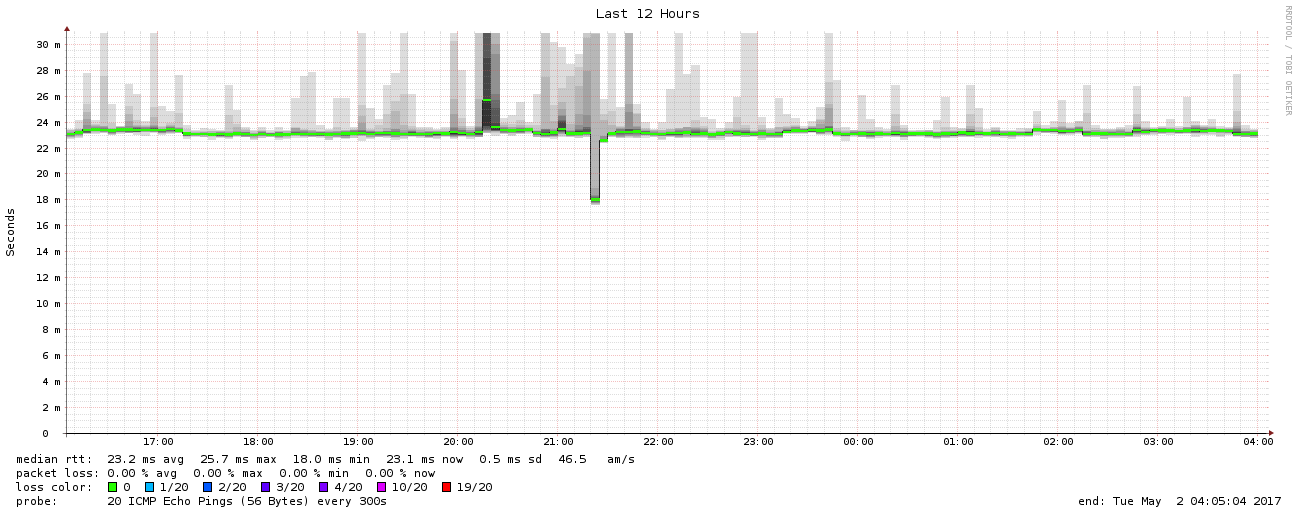 Last 12 Hours
RRDTOOL / TOBI OETIKER
Seconds
30 m
28 m
26 m
24 m
22 m
20 m
18 m
16 m
14 m
12 m
10 m
8 m
6 m
4 m
2 m
0
17:00 18:00 19:00 20:00 21:00 22:00 23:00 00:00 01:00 02:00 03:00 04:00
median rtt: 23.2 ms avg 25.7 ms max 18.0 ms min 23.1 ms now 0.5 ms sd 46.5 am/s
packet loss: 0.00 % avg 0.00 % max 0.00 % min 0.00 % now
loss color: 0 1/20 2/20 3/20 4/20 10/20 19/20
probe: 20 ICMP Echo Pings (56 Bytes) every 300s end: Tue May 2 04:05:04 2017